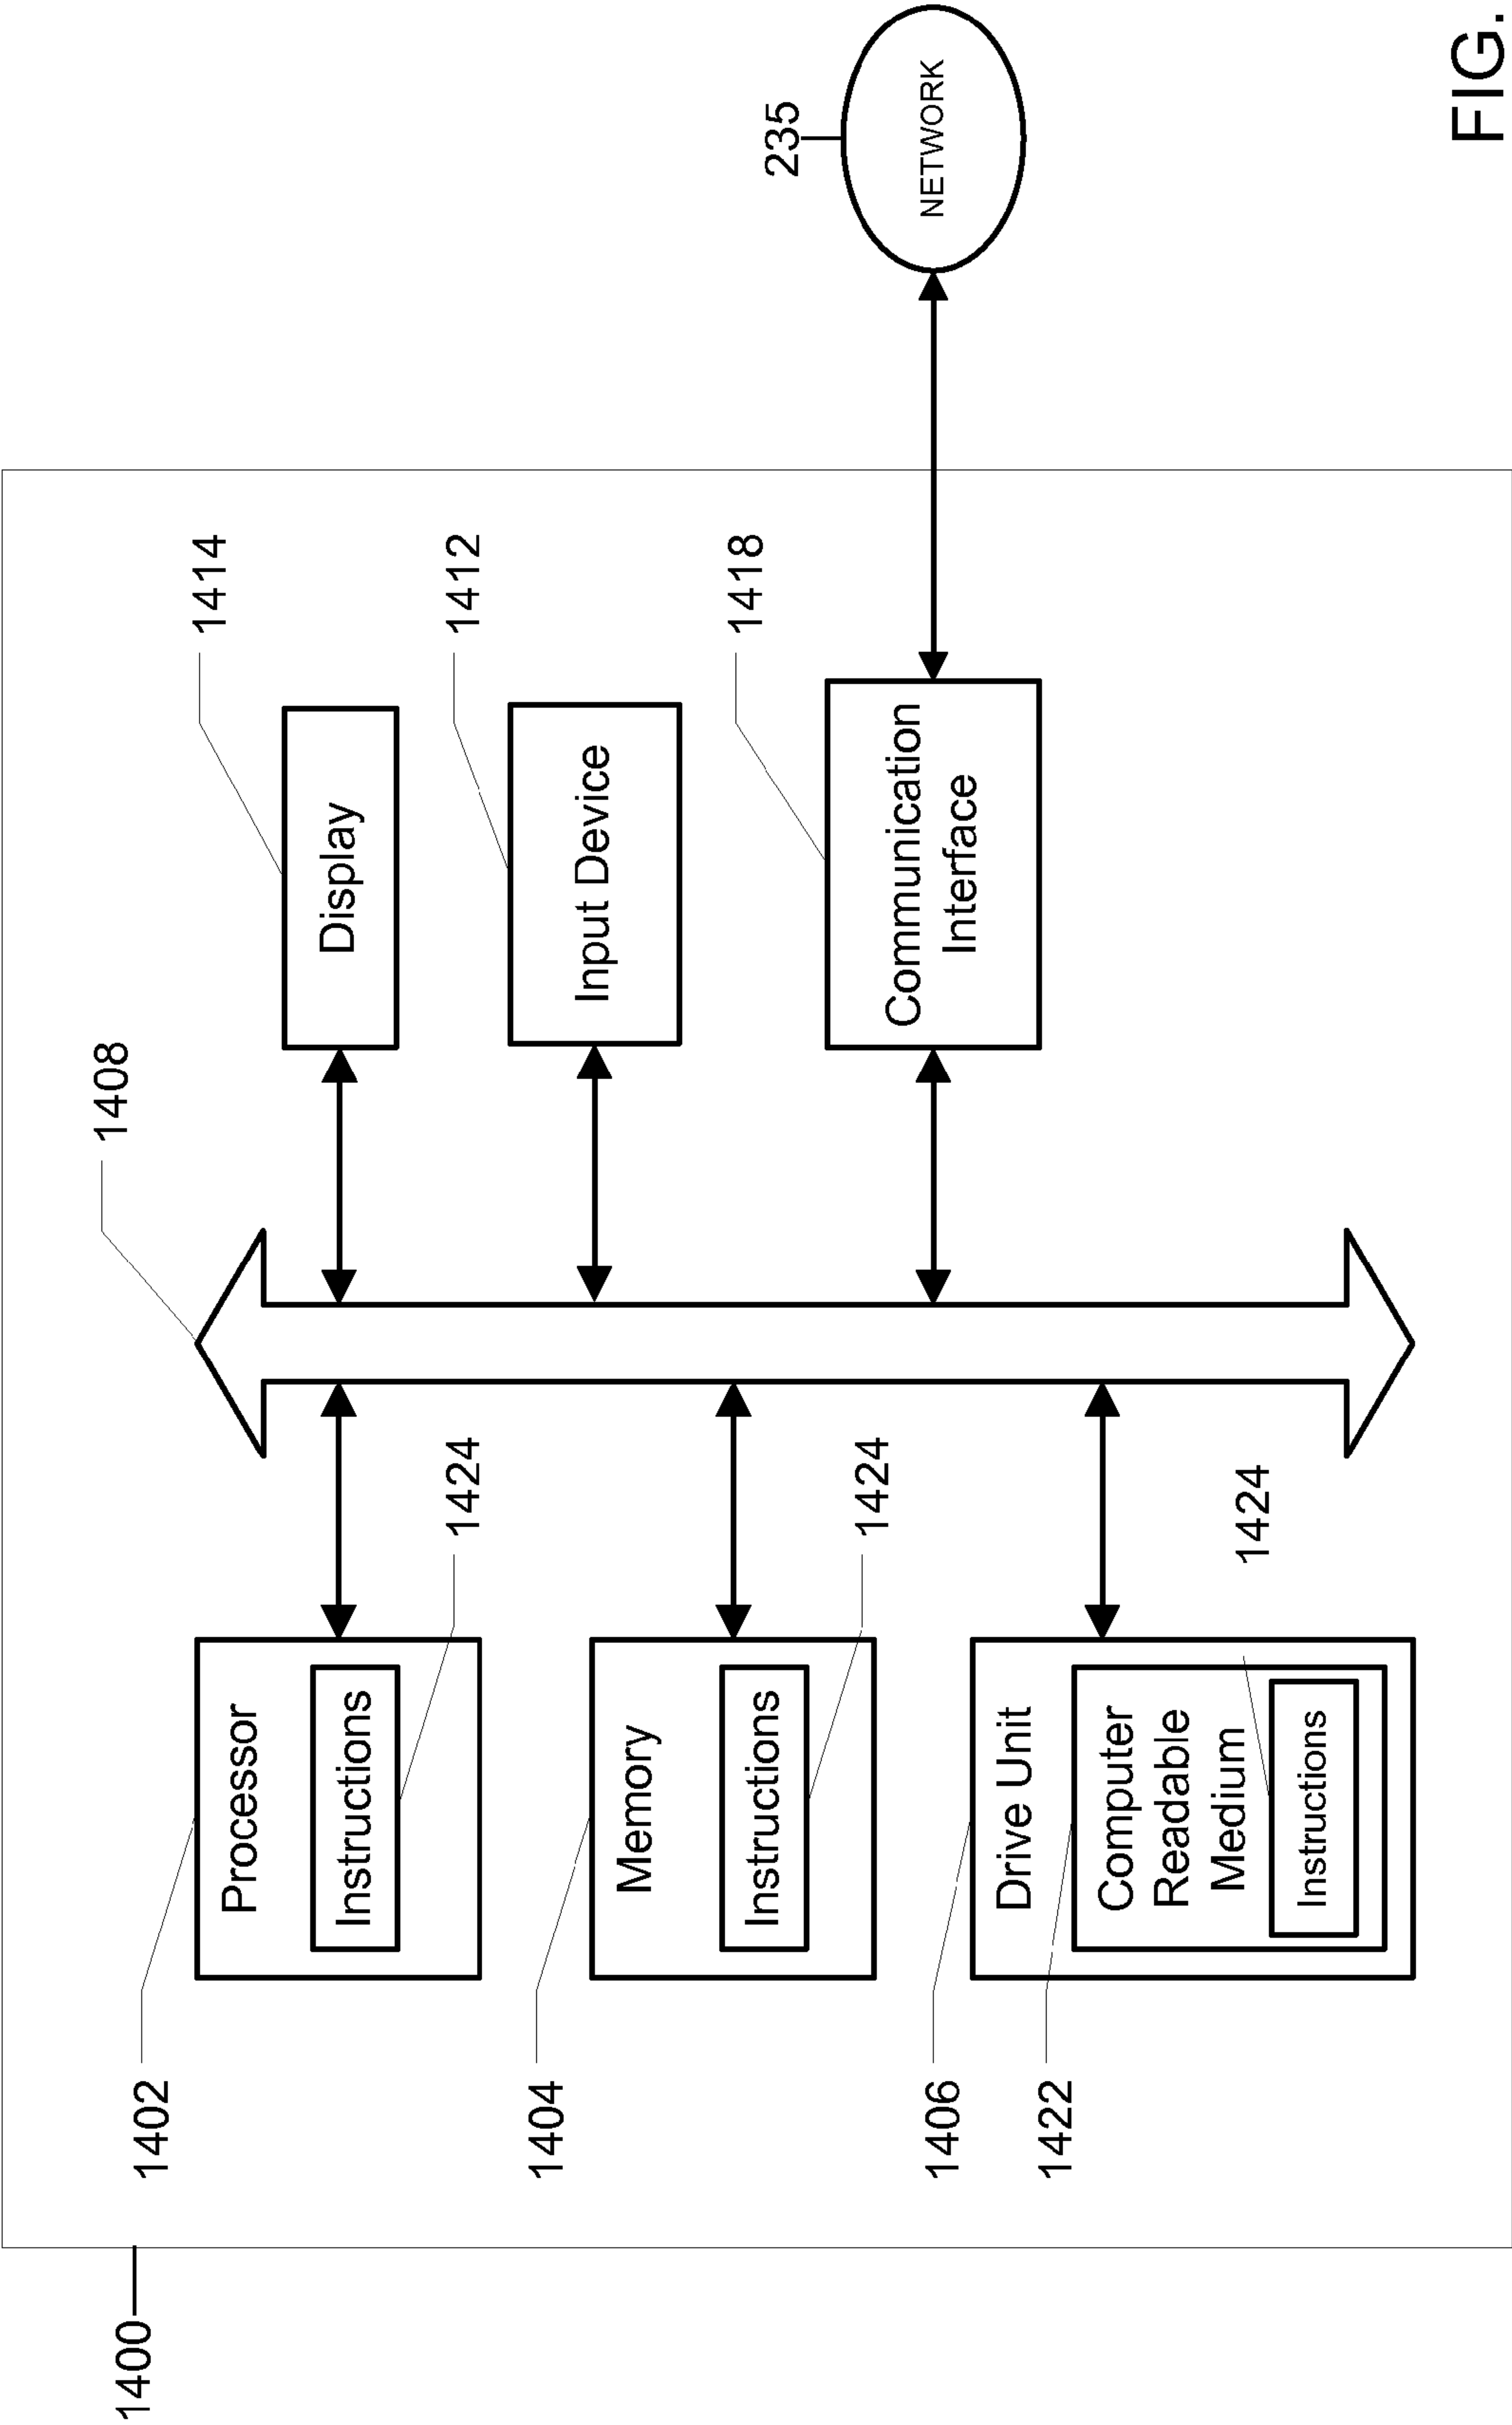 1400
1402
Processor
Instructions
1424
1408
1414
Display
1412
Input Device
1404
Memory
Instructions
1424
1418
Communication
Interface
235
NETWORK
1406
Drive Unit
1422
Computer
Readable
Medium
Instructions
1424
FIG.